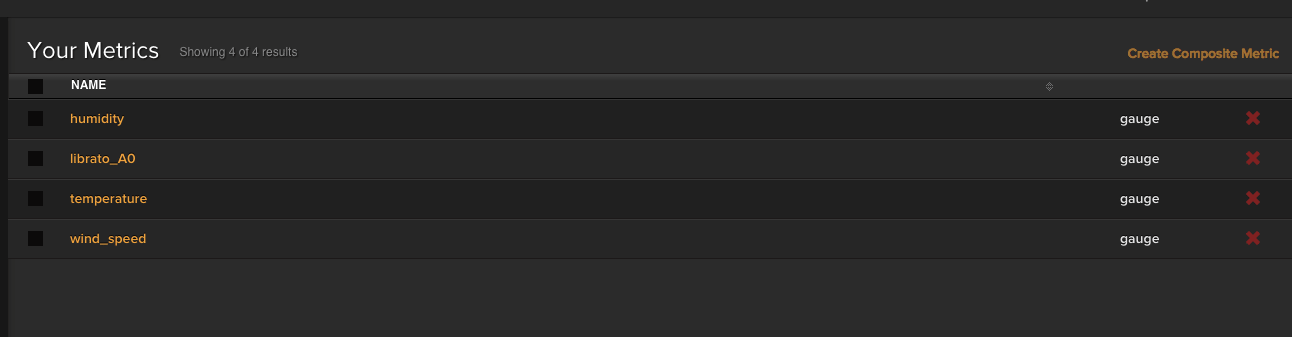 Your Metrics Showing 4 of 4 results Create Composite Metric
NAME
humidity gauge
librato_A0 gauge
temperature gauge
wind_speed gauge